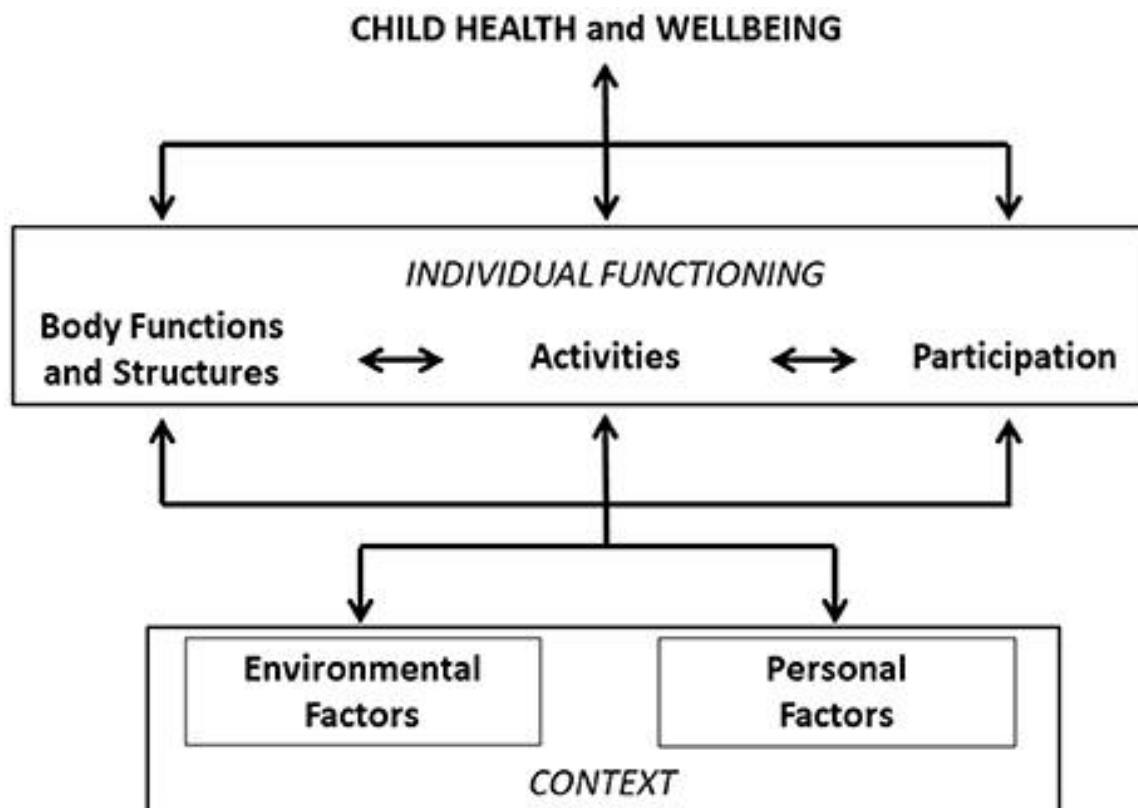 CHILD HEALTH and WELLBEING
INDIVIDUAL FUNCTIONING
Body Functions
and Structures
Activities
Participation
Environmental
Factors
Personal
Factors
CONTEXT